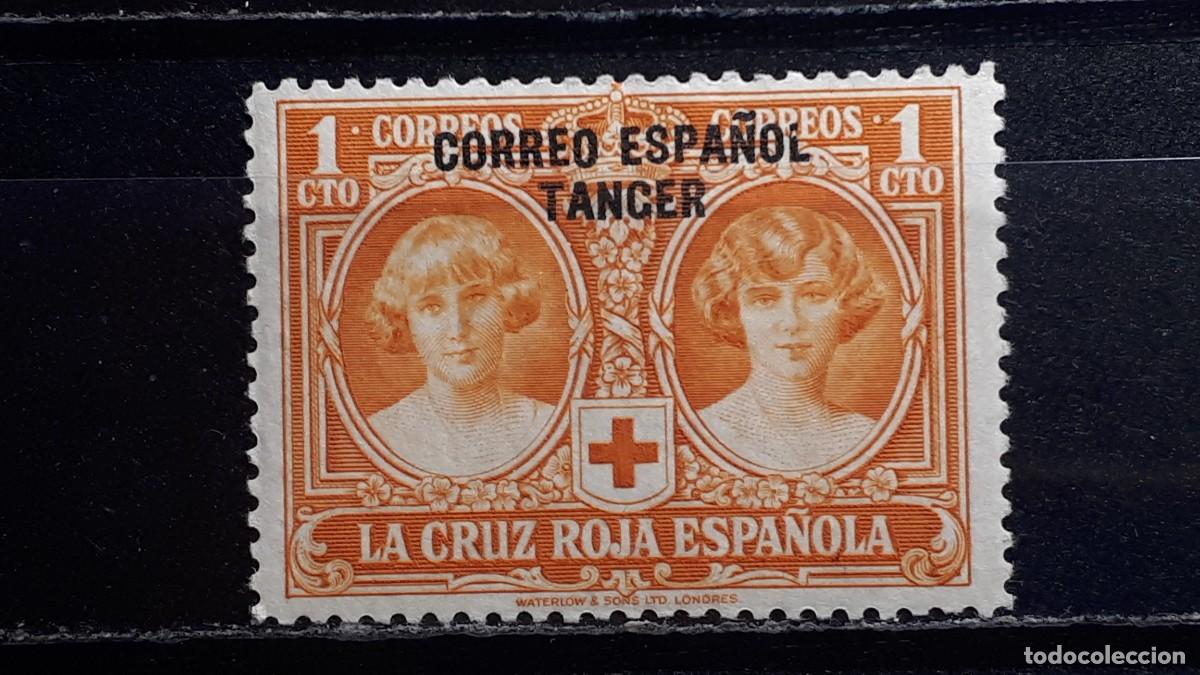 1 · CORREOS CORREOS · 1
CTO CTO
CORREO ESPAÑOL
TANGER
LA CRUZ ROJA ESPAÑOLA
WATERLOW & SONS LTD. LONDRES
todocoleccion